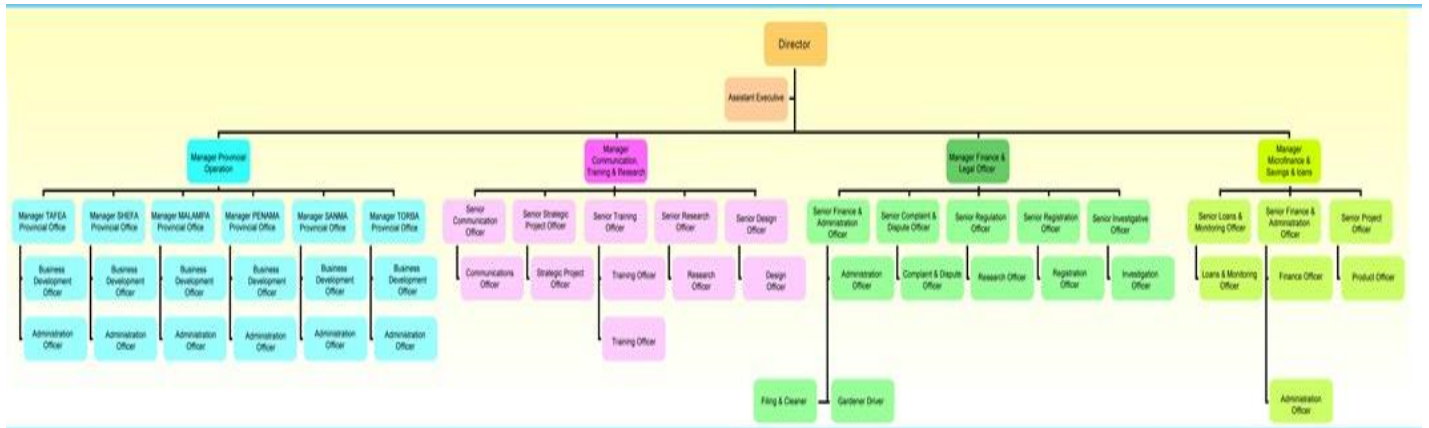 Director
Assistant Executive
Manager Provincial
Operation
Manager
Communication,
Training & Research
Manager Finance &
Legal Officer
Manager
Microfinance &
Savings & loans
Manager TAFEA
Provincial Office
Manager SHEFA
Provincial Office
Manager MALAMPA
Provincial Office
Manager PENAMA
Provincial Office
Manager SANMA
Provincial Office
Manager TORBA
Provincial Office
Senior
Communication
Officer
Senior Strategic
Project Officer
Senior Training
Officer
Senior Research
Officer
Senior Design
Officer
Senior Finance &
Administration
Officer
Senior Complaint &
Dispute Officer
Senior Regulation
Officer
Senior Registration
Officer
Senior Investigative
Officer
Senior Loans &
Monitoring Officer
Senior Finance &
Administration
Officer
Senior Project
Officer
Business
Development
Officer
Business
Development
Officer
Business
Development
Officer
Business
Development
Officer
Business
Development
Officer
Business
Development
Officer
Communications
Officer
Strategic Project
Officer
Training Officer
Research
Officer
Design
Officer
Administration
Officer
Complaint & Dispute
Officer
Research Officer
Registration
Officer
Investigation
Officer
Loans & Monitoring
Officer
Finance Officer
Product Officer
Administration
Officer
Administration
Officer
Administration
Officer
Administration
Officer
Administration
Officer
Administration
Officer
Training Officer
Filing & Cleaner
Gardener Driver
Administration
Officer